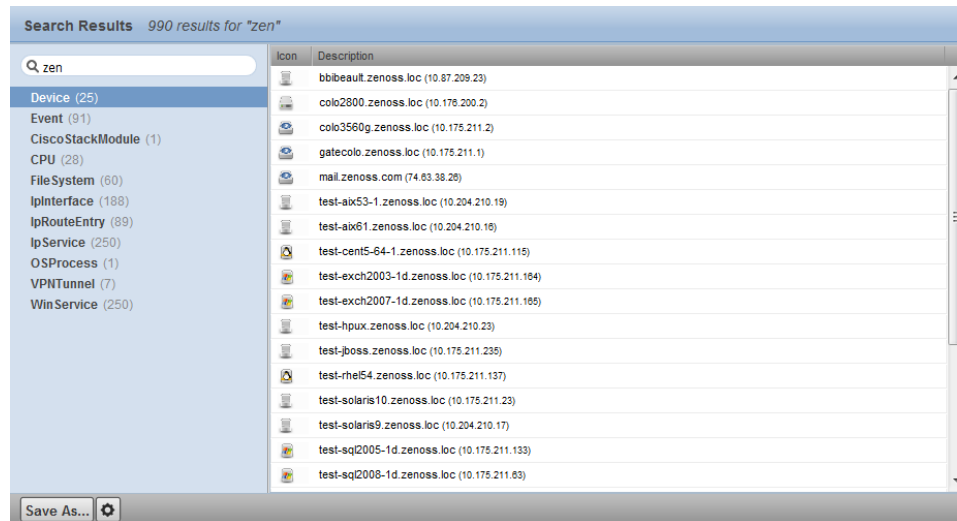 Search Results 990 results for "zen"
zen
Device (25)
Event (91)
CiscoStackModule (1)
CPU (28)
FileSystem (60)
IpInterface (188)
IpRouteEntry (89)
IpService (250)
OSProcess (1)
VPNTunnel (7)
WinService (250)
Icon Description
bbibeault.zenoss.loc (10.87.209.23)
colo2800.zenoss.loc (10.176.200.2)
colo3560g.zenoss.loc (10.175.211.2)
gatecolo.zenoss.loc (10.175.211.1)
mail.zenoss.com (74.63.38.26)
test-aix53-1.zenoss.loc (10.204.210.19)
test-aix61.zenoss.loc (10.204.210.16)
test-cent5-64-1.zenoss.loc (10.175.211.115)
test-exch2003-1d.zenoss.loc (10.175.211.164)
test-exch2007-1d.zenoss.loc (10.175.211.165)
test-hpux.zenoss.loc (10.204.210.23)
test-jboss.zenoss.loc (10.175.211.235)
test-rhel54.zenoss.loc (10.175.211.137)
test-solaris10.zenoss.loc (10.175.211.23)
test-solaris9.zenoss.loc (10.204.210.17)
test-sql2005-1d.zenoss.loc (10.175.211.133)
test-sql2008-1d.zenoss.loc (10.175.211.63)
Save As...